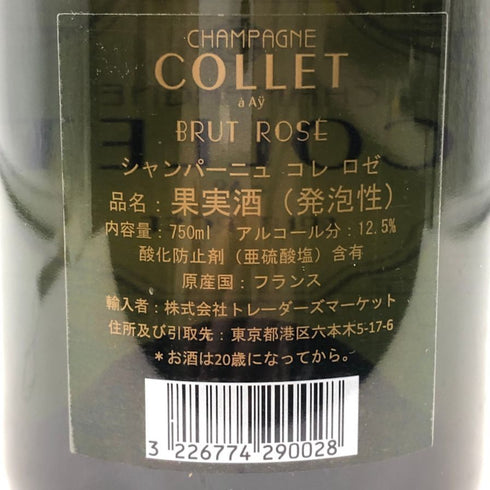 CHAMPAGNE
COLLET
à Aÿ
BRUT ROSÉ
シャンパーニュ コレ ロゼ
品名：果実酒（発泡性）
内容量：750ml アルコール分：12.5%
酸化防止剤（亜硫酸塩）含有
原産国：フランス
輸入者：株式会社トレーダーズマーケット
住所及び引取先：東京都港区六本木5-17-6
＊お酒は20歳になってから。
3 226774 290028